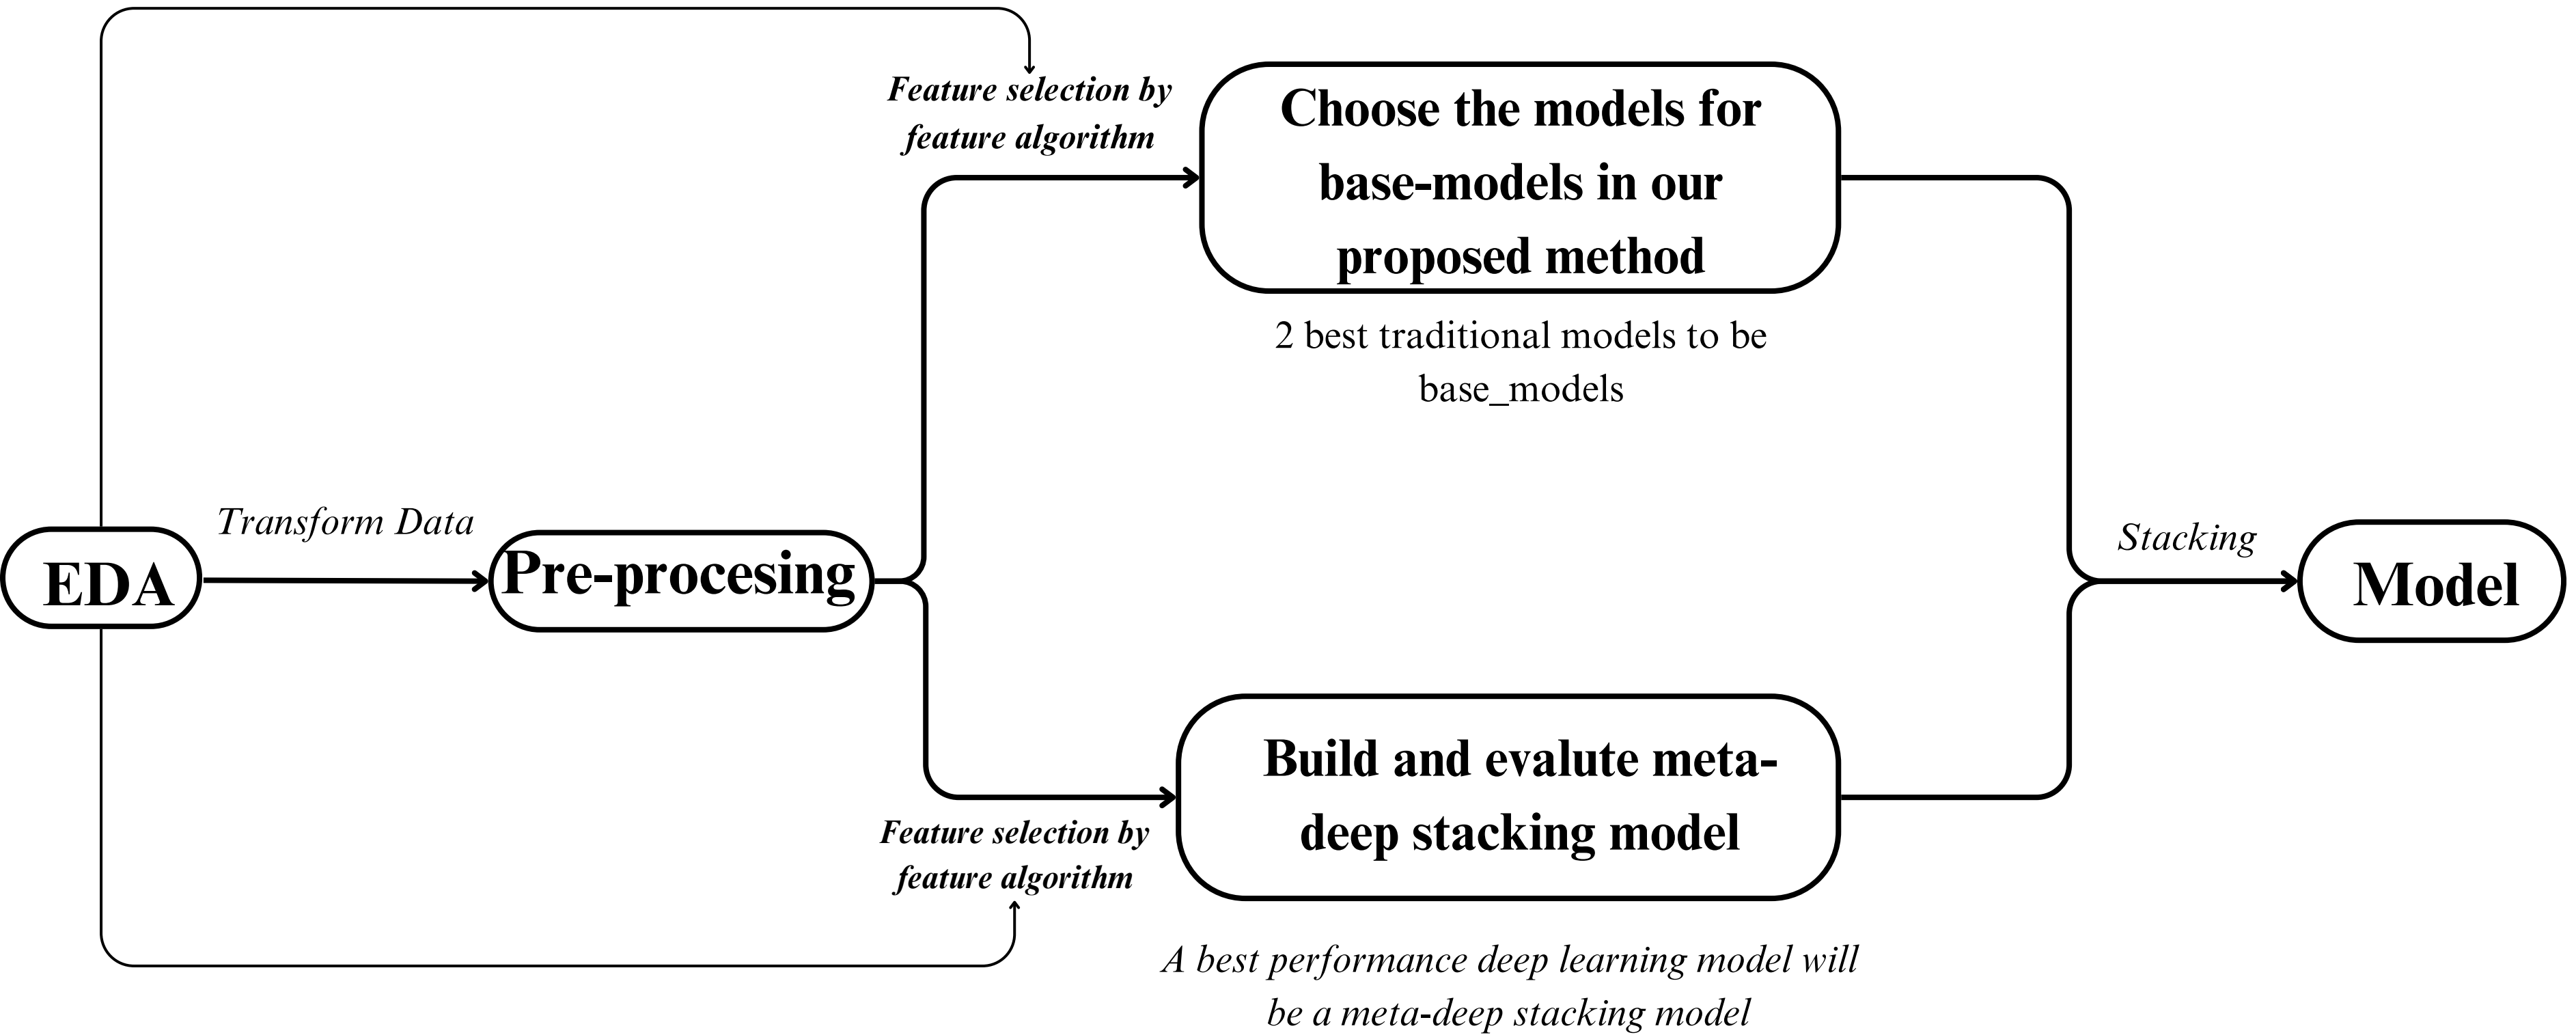 Feature selection by
feature algorithm
Choose the models for
base-models in our
proposed method
2 best traditional models to be
base_models
EDA
Transform Data
Pre-procesing
Stacking
Model
Build and evalute meta-
deep stacking model
Feature selection by
feature algorithm
A best performance deep learning model will
be a meta-deep stacking model